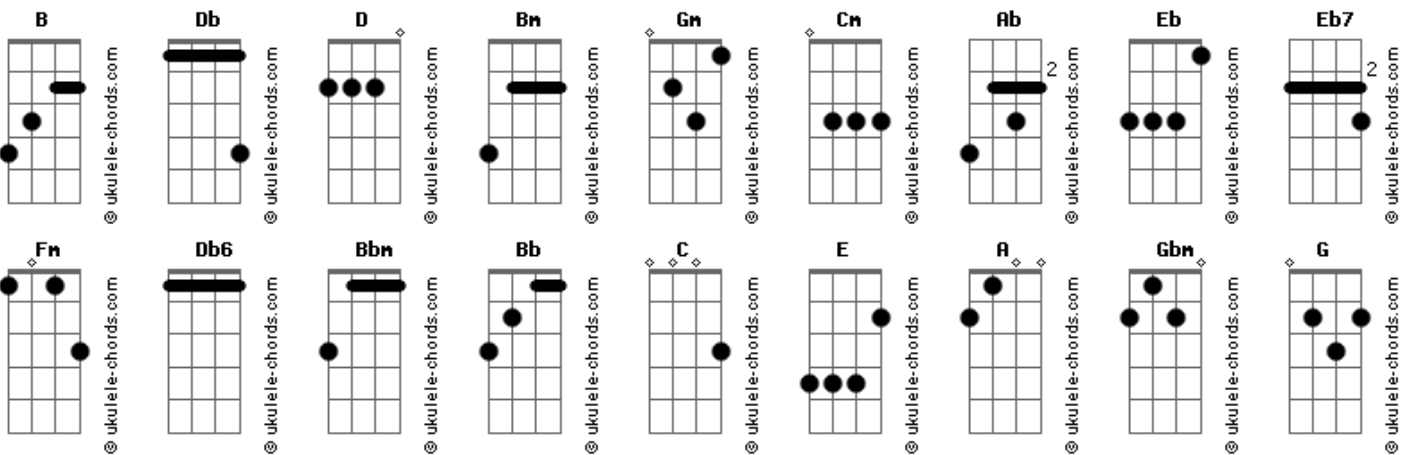 B Db D Bm Gm Cm Ab Eb Eb7
2 2
© ukulele-chords.com © ukulele-chords.com © ukulele-chords.com © ukulele-chords.com © ukulele-chords.com © ukulele-chords.com © ukulele-chords.com © ukulele-chords.com © ukulele-chords.com
Fm Db6 Bbm Bb C E A Gbm G
© ukulele-chords.com © ukulele-chords.com © ukulele-chords.com © ukulele-chords.com © ukulele-chords.com © ukulele-chords.com © ukulele-chords.com © ukulele-chords.com © ukulele-chords.com